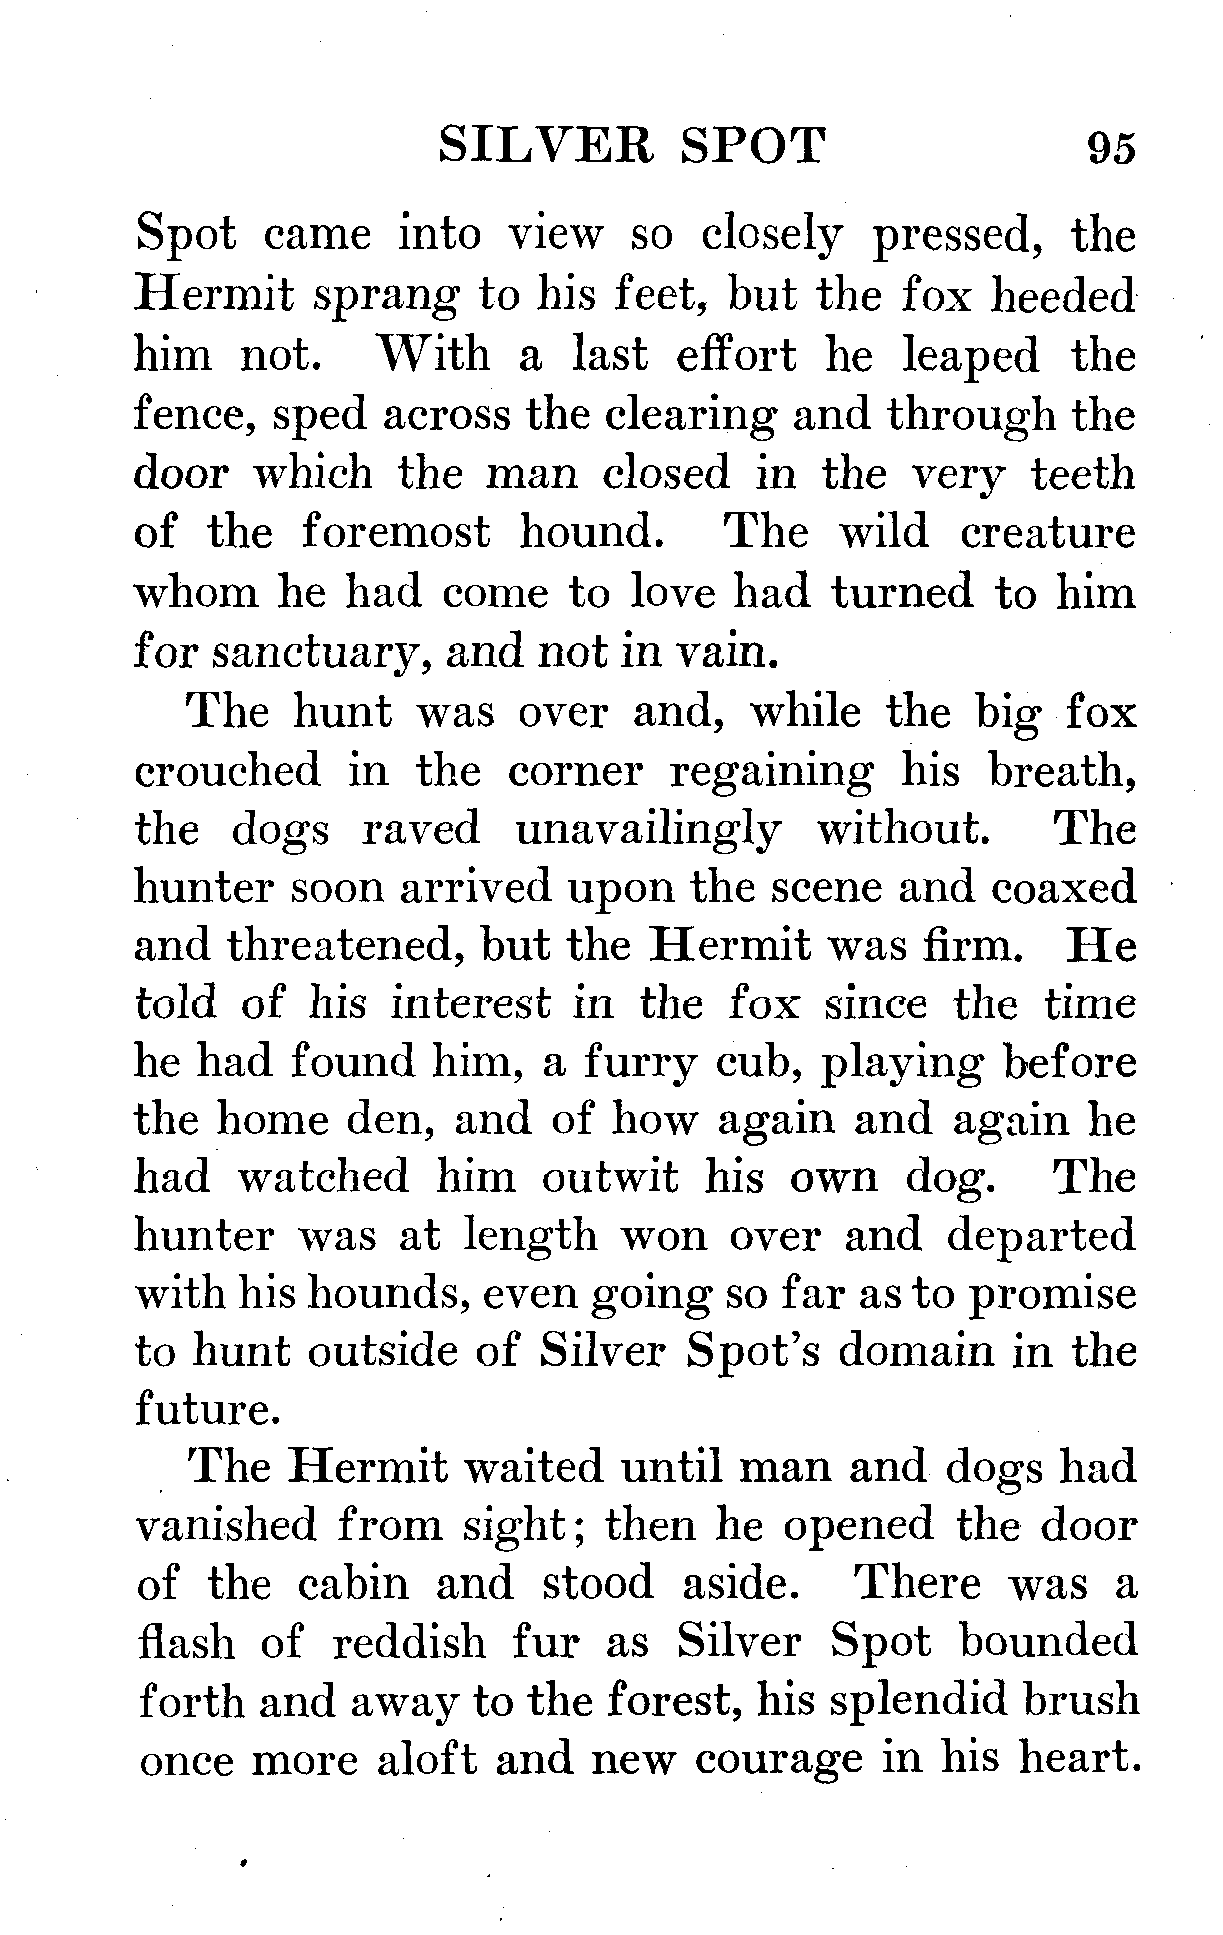 SILVER SPOT 95
Spot came into view so closely pressed, the
Hermit sprang to his feet, but the fox heeded
him not. With a last effort he leaped the
fence, sped across the clearing and through the
door which the man closed in the very teeth
of the foremost hound. The wild creature
whom he had come to love had turned to him
for sanctuary, and not in vain.
The hunt was over and, while the big fox
crouched in the corner regaining his breath,
the dogs raved unavailingly without. The
hunter soon arrived upon the scene and coaxed
and threatened, but the Hermit was firm. He
told of his interest in the fox since the time
he had found him, a furry cub, playing before
the home den, and of how again and again he
had watched him outwit his own dog. The
hunter was at length won over and departed
with his hounds, even going so far as to promise
to hunt outside of Silver Spot's domain in the
future.
The Hermit waited until man and dogs had
vanished from sight; then he opened the door
of the cabin and stood aside. There was a
flash of reddish fur as Silver Spot bounded
forth and away to the forest, his splendid brush
once more aloft and new courage in his heart.